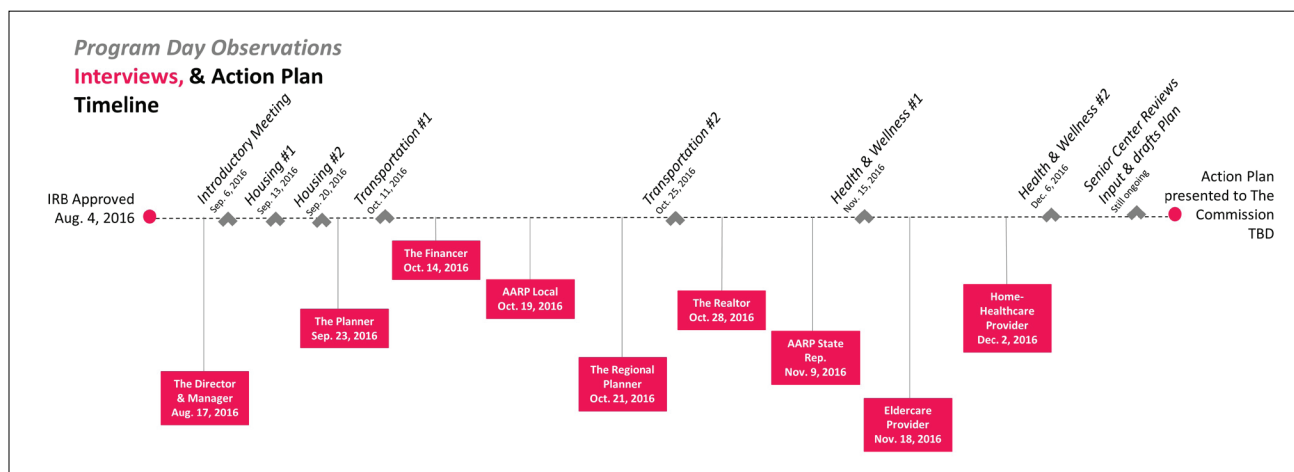 Program Day Observations
Interviews, & Action Plan
Timeline
IRB Approved
Aug. 4, 2016
Introductory Meeting
Sep. 6, 2016
Housing #1
Sep. 13, 2016
Housing #2
Sep. 20, 2016
Transportation #1
Oct. 11, 2016
Transportation #2
Oct. 25, 2016
Health & Wellness #1
Nov. 15, 2016
Health & Wellness #2
Dec. 6, 2016
Senior Center Reviews
Input & drafts Plan
Still ongoing
Action Plan
presented to The
Commission
TBD
The Director
& Manager
Aug. 17, 2016
The Planner
Sep. 23, 2016
The Financer
Oct. 14, 2016
AARP Local
Oct. 19, 2016
The Regional
Planner
Oct. 21, 2016
The Realtor
Oct. 28, 2016
AARP State
Rep.
Nov. 9, 2016
Eldercare
Provider
Nov. 18, 2016
Home-
Healthcare
Provider
Dec. 2, 2016